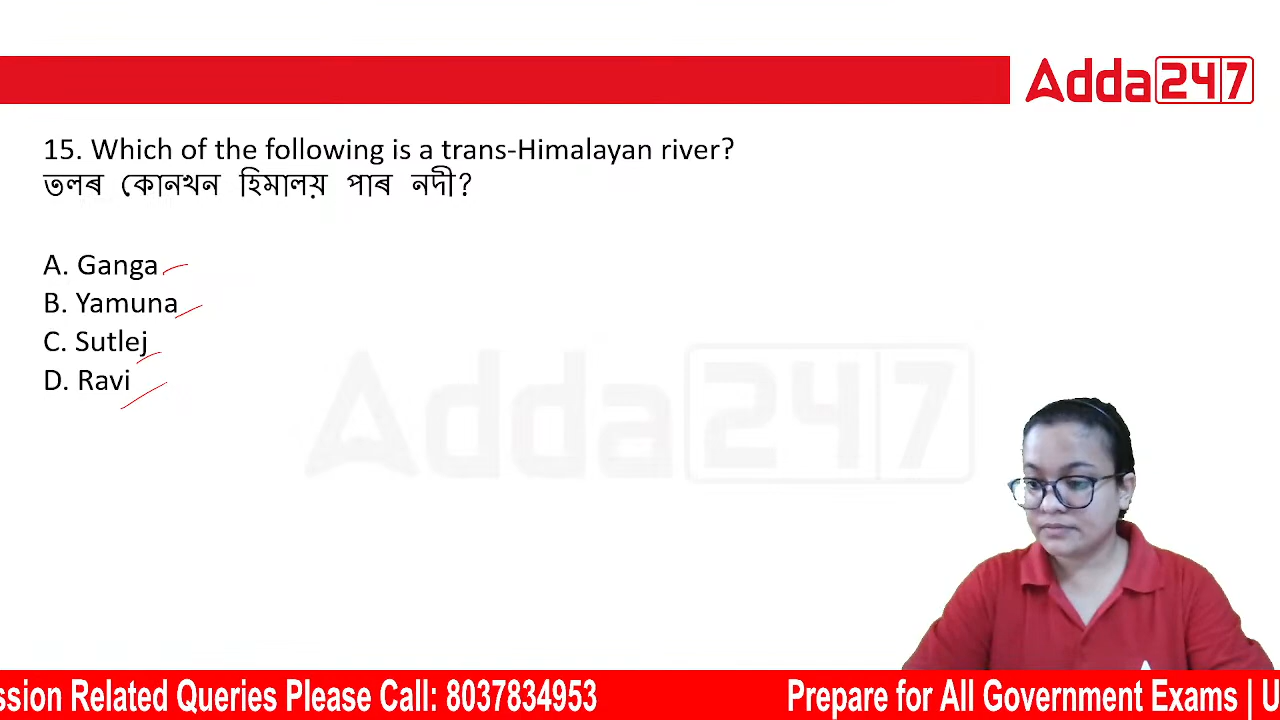 Adda247
15. Which of the following is a trans-Himalayan river?
তলৰ কোনখন হিমালয় পাৰ নদী?
A. Ganga
B. Yamuna
C. Sutlej
D. Ravi
Adda247
ssion Related Queries Please Call: 8037834953 Prepare for All Government Exams | U